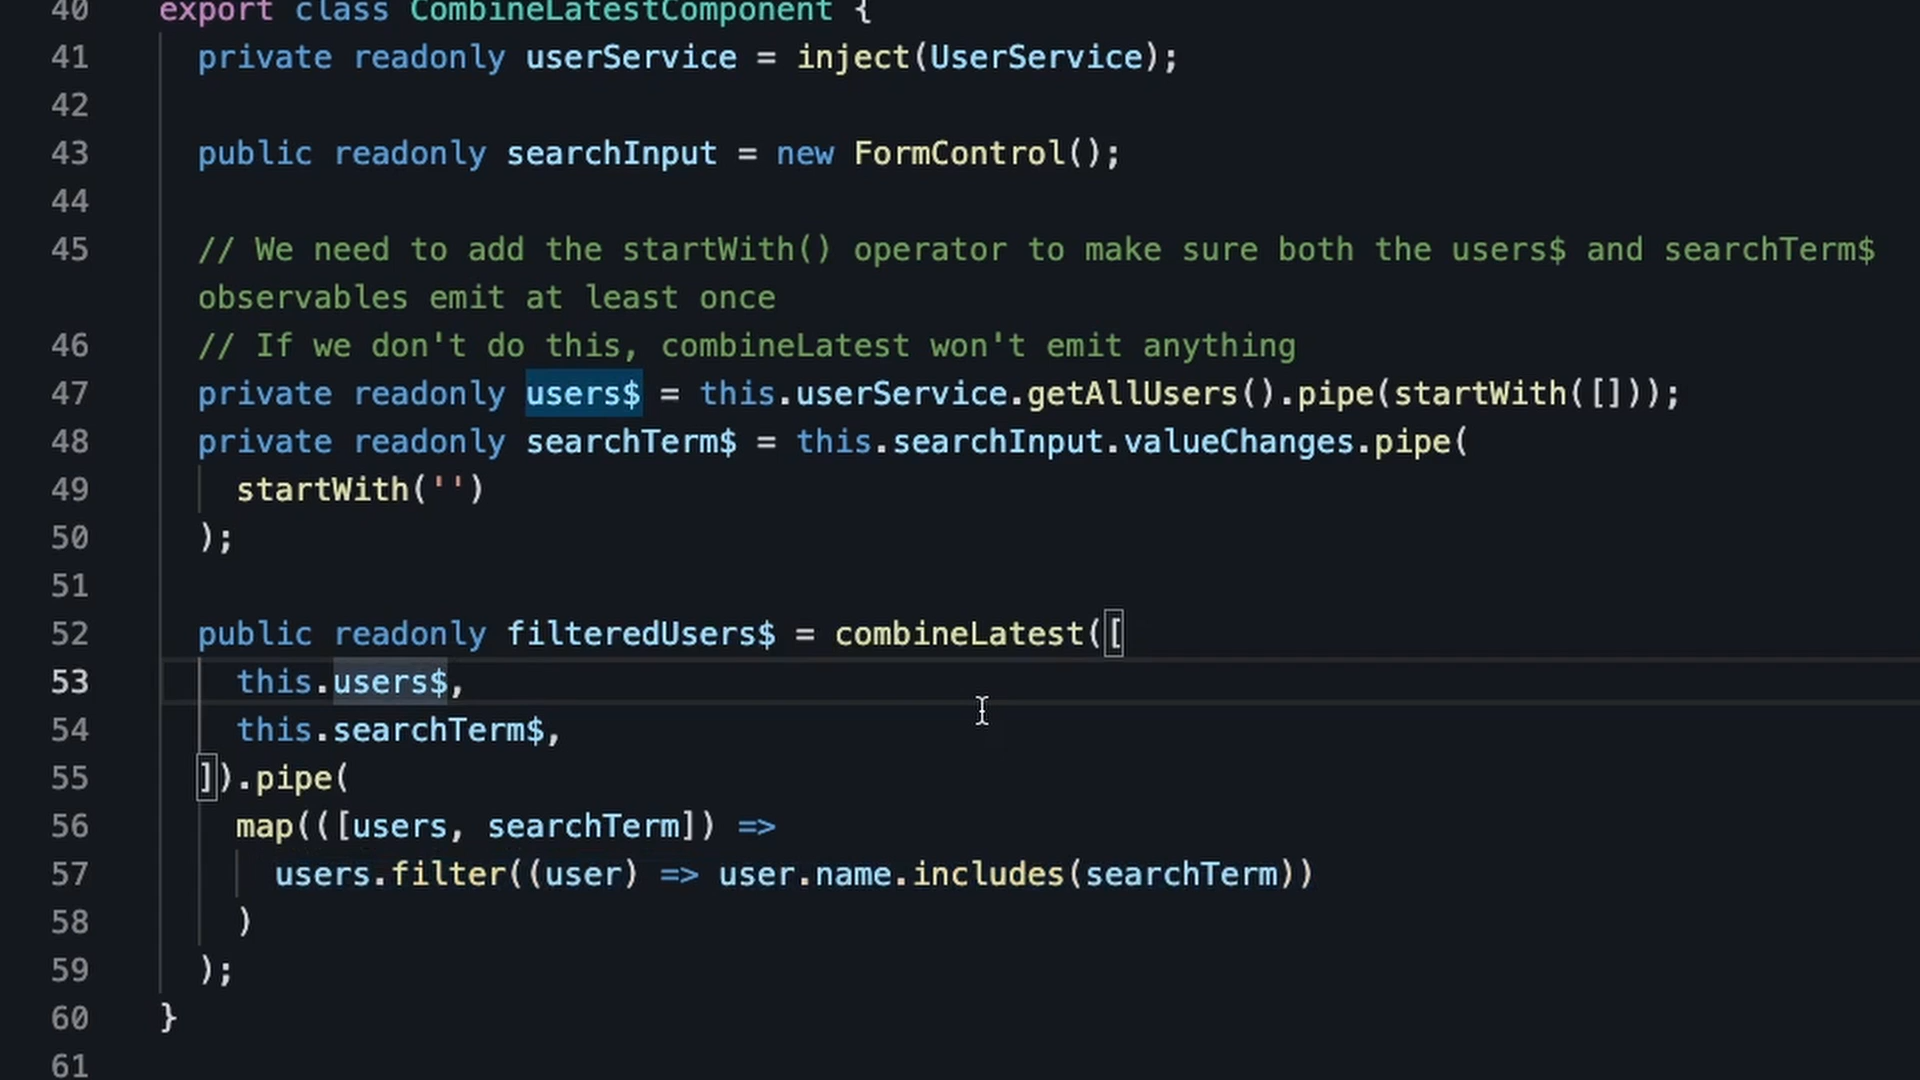 40 export class CombineLatestComponent {
41 private readonly userService = inject(UserService);
42
43 public readonly searchInput = new FormControl();
44
45 // We need to add the startWith() operator to make sure both the users$ and searchTerm$
observables emit at least once
46 // If we don't do this, combineLatest won't emit anything
47 private readonly users$ = this.userService.getAllUsers().pipe(startWith([]));
48 private readonly searchTerm$ = this.searchInput.valueChanges.pipe(
49 startWith('')
50 );
51
52 public readonly filteredUsers$ = combineLatest([
53 this.users$,
54 this.searchTerm$,
55 ]).pipe(
56 map(([users, searchTerm]) =>
57 users.filter((user) => user.name.includes(searchTerm))
58 )
59 );
60 }
61